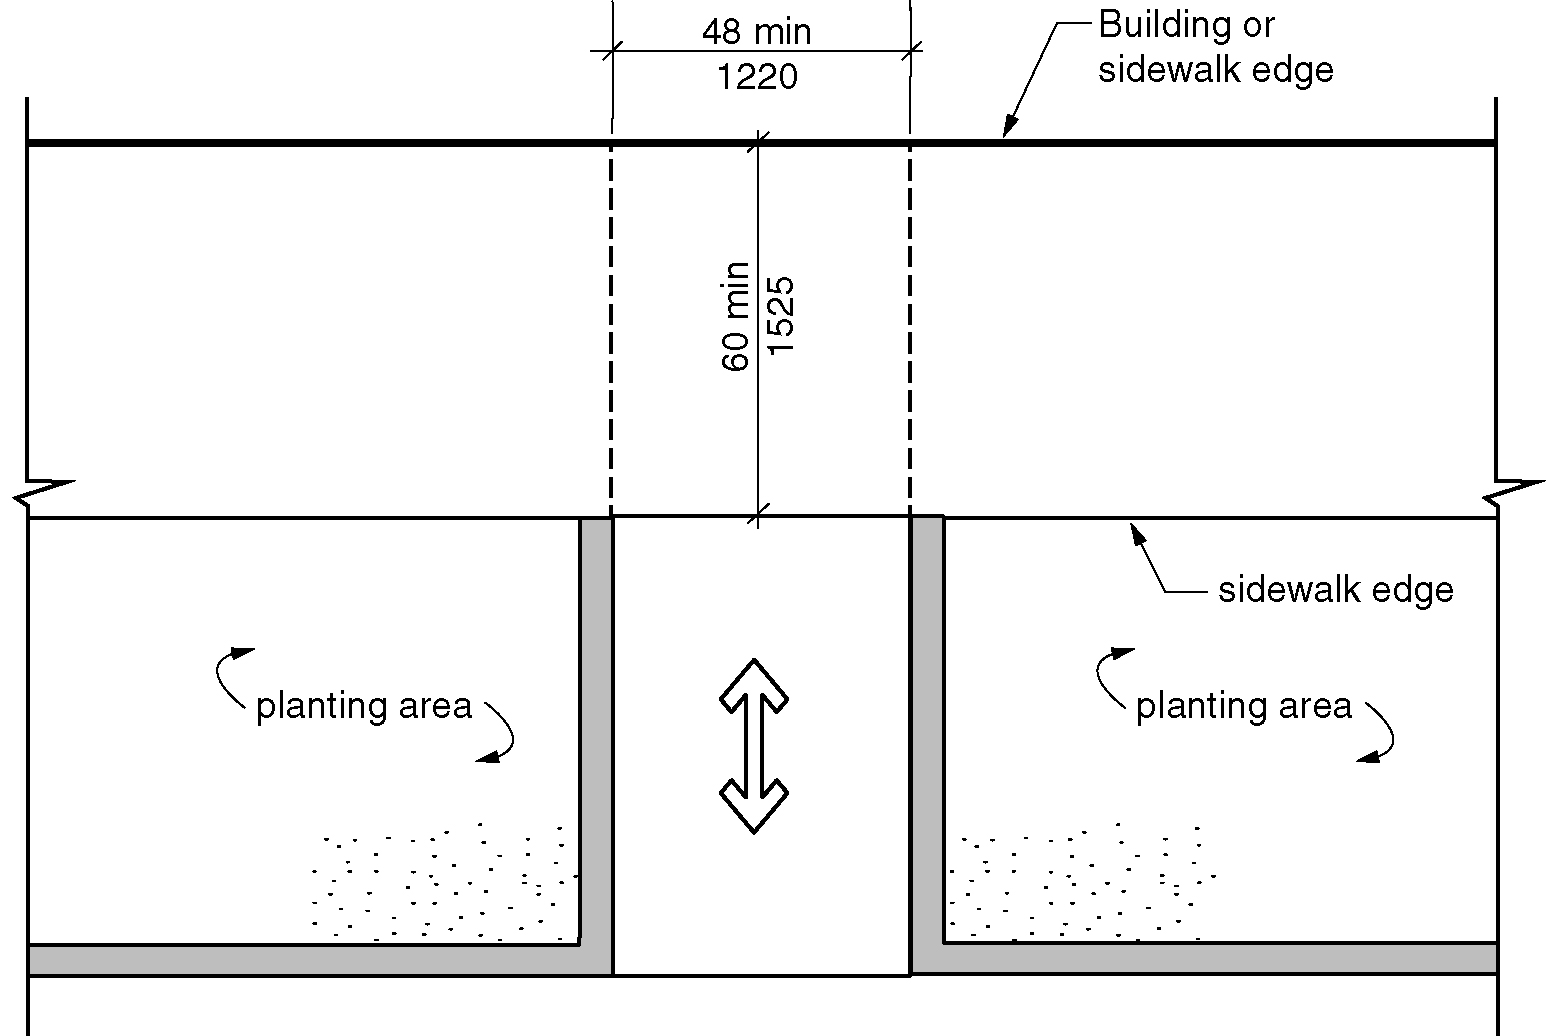 48 min
1220
Building or
sidewalk edge
60 min
1525
sidewalk edge
planting area
planting area